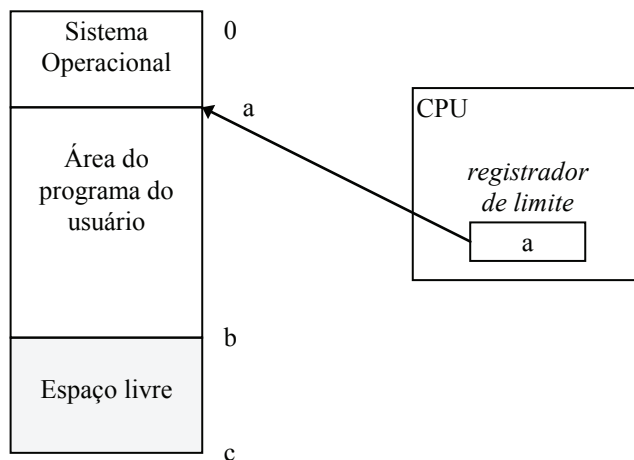 Sistema
Operacional
0
a
CPU
Área do
programa do
usuário
registrador
de limite
a
b
Espaço livre
c